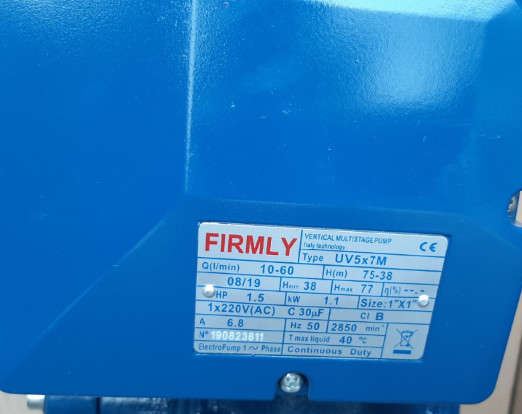 FIRMLY
VERTICAL MULTISTAGE PUMP
Italy technology
CE
Type UV5x7M
Q(l/min) 10-60 H(m) 75-38
08/19 Hmin 38 Hmax 77 η(%)--.-
HP 1.5 kW 1.1 Size:1"X1"
1x220V(AC) C 30µF Cl B
A 6.8 Hz 50 2850 min⁻¹
Nº 190823811 Tmax liquid 40 ℃
ElectroPump 1~Phase Continuous Duty